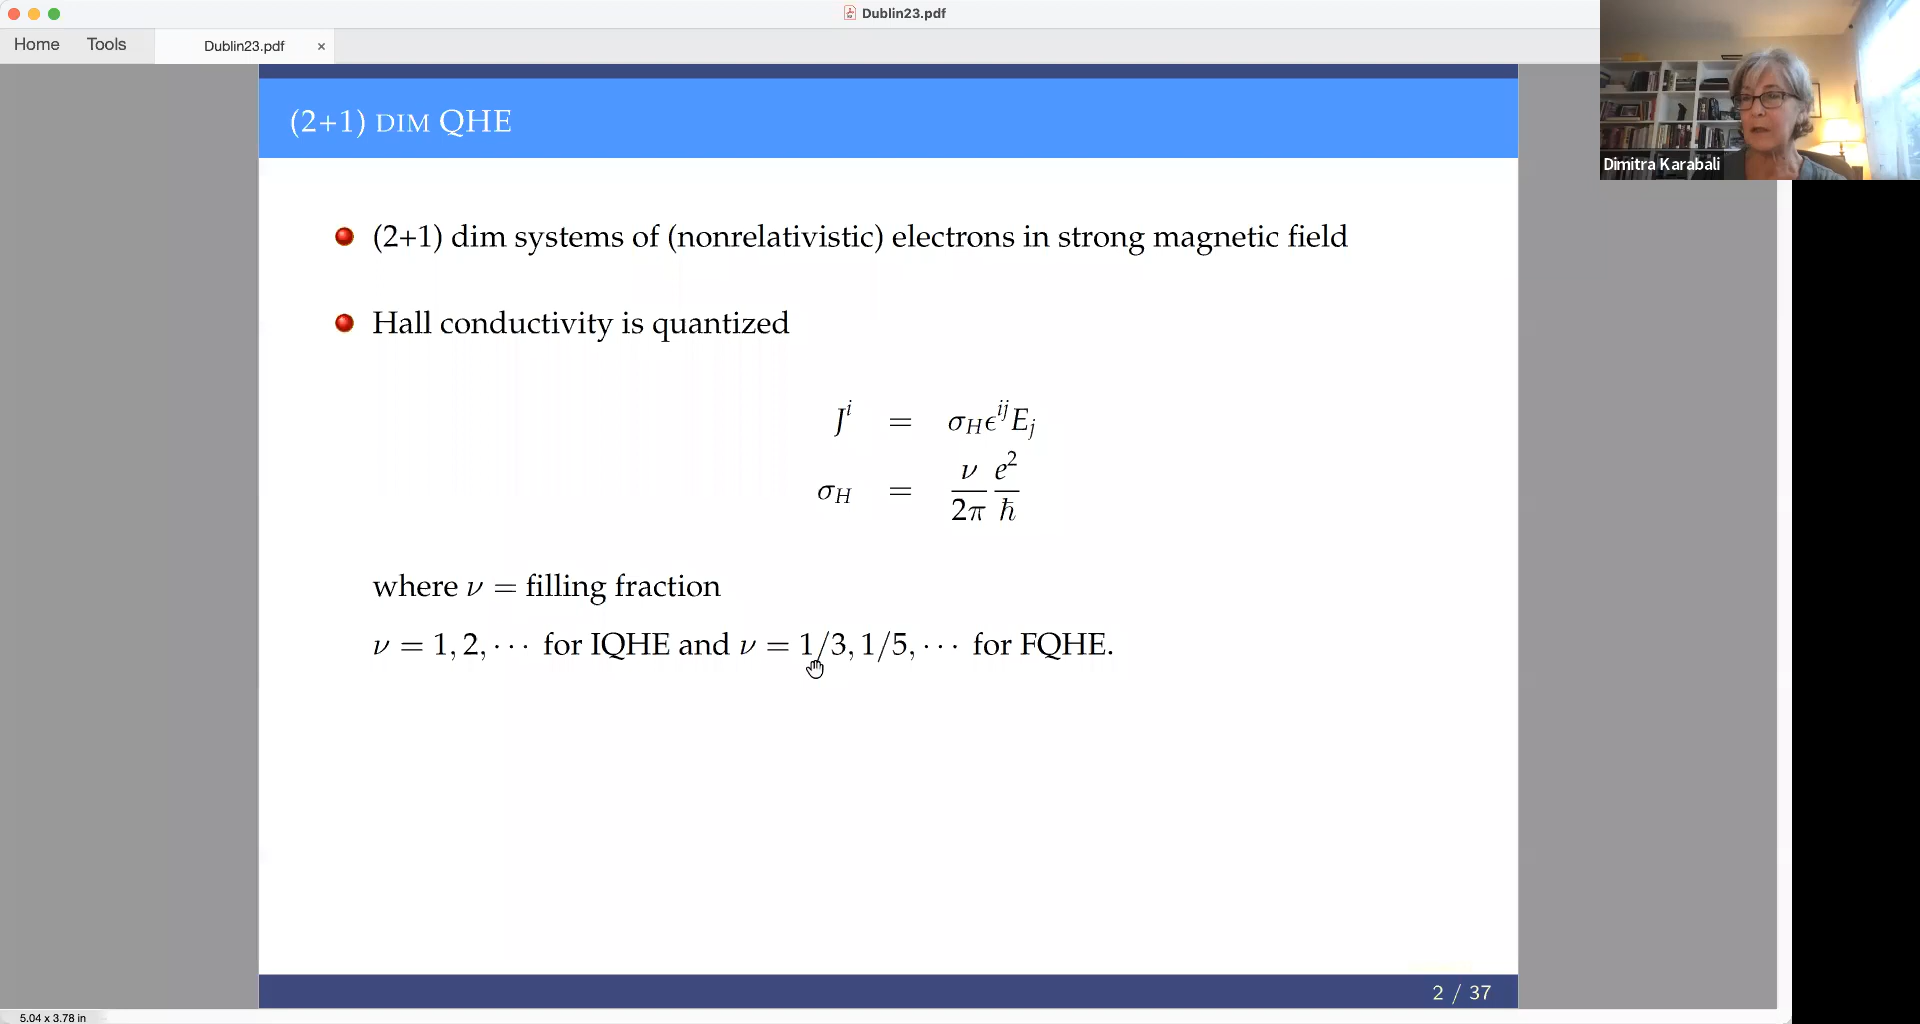 Dublin23.pdf
Home Tools Dublin23.pdf ×
Dimitra Karabali
(2+1) DIM QHE
(2+1) dim systems of (nonrelativistic) electrons in strong magnetic field
Hall conductivity is quantized
J^i = σ_H ϵ^{ij} E_j
σ_H = \frac{ν}{2π} \frac{e^2}{ħ}
where ν = filling fraction
ν = 1, 2, ··· for IQHE and ν = 1/3, 1/5, ··· for FQHE.
2 / 37
5.04 x 3.78 in